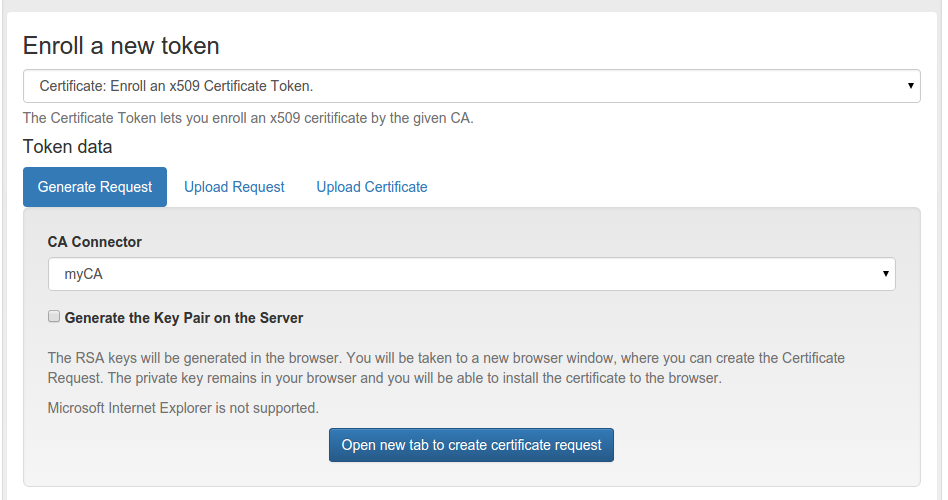 Enroll a new token
Certificate: Enroll an x509 Certificate Token.
The Certificate Token lets you enroll an x509 ceritificate by the given CA.
Token data
Generate Request Upload Request Upload Certificate
CA Connector
myCA
Generate the Key Pair on the Server
The RSA keys will be generated in the browser. You will be taken to a new browser window, where you can create the Certificate
Request. The private key remains in your browser and you will be able to install the certificate to the browser.
Microsoft Internet Explorer is not supported.
Open new tab to create certificate request